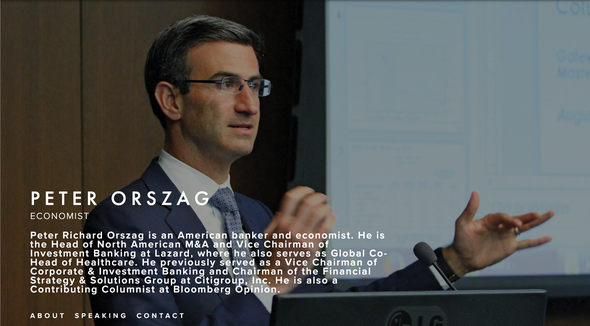 PETER ORSZAG
ECONOMIST
Peter Richard Orszag is an American banker and economist. He is
the Head of North American M&A and Vice Chairman of
Investment Banking at Lazard, where he also serves as Global Co-
Head of Healthcare. He previously served as a Vice Chairman of
Corporate & Investment Banking and Chairman of the Financial
Strategy & Solutions Group at Citigroup, Inc. He is also a
Contributing Columnist at Bloomberg Opinion.
ABOUT SPEAKING CONTACT
LG